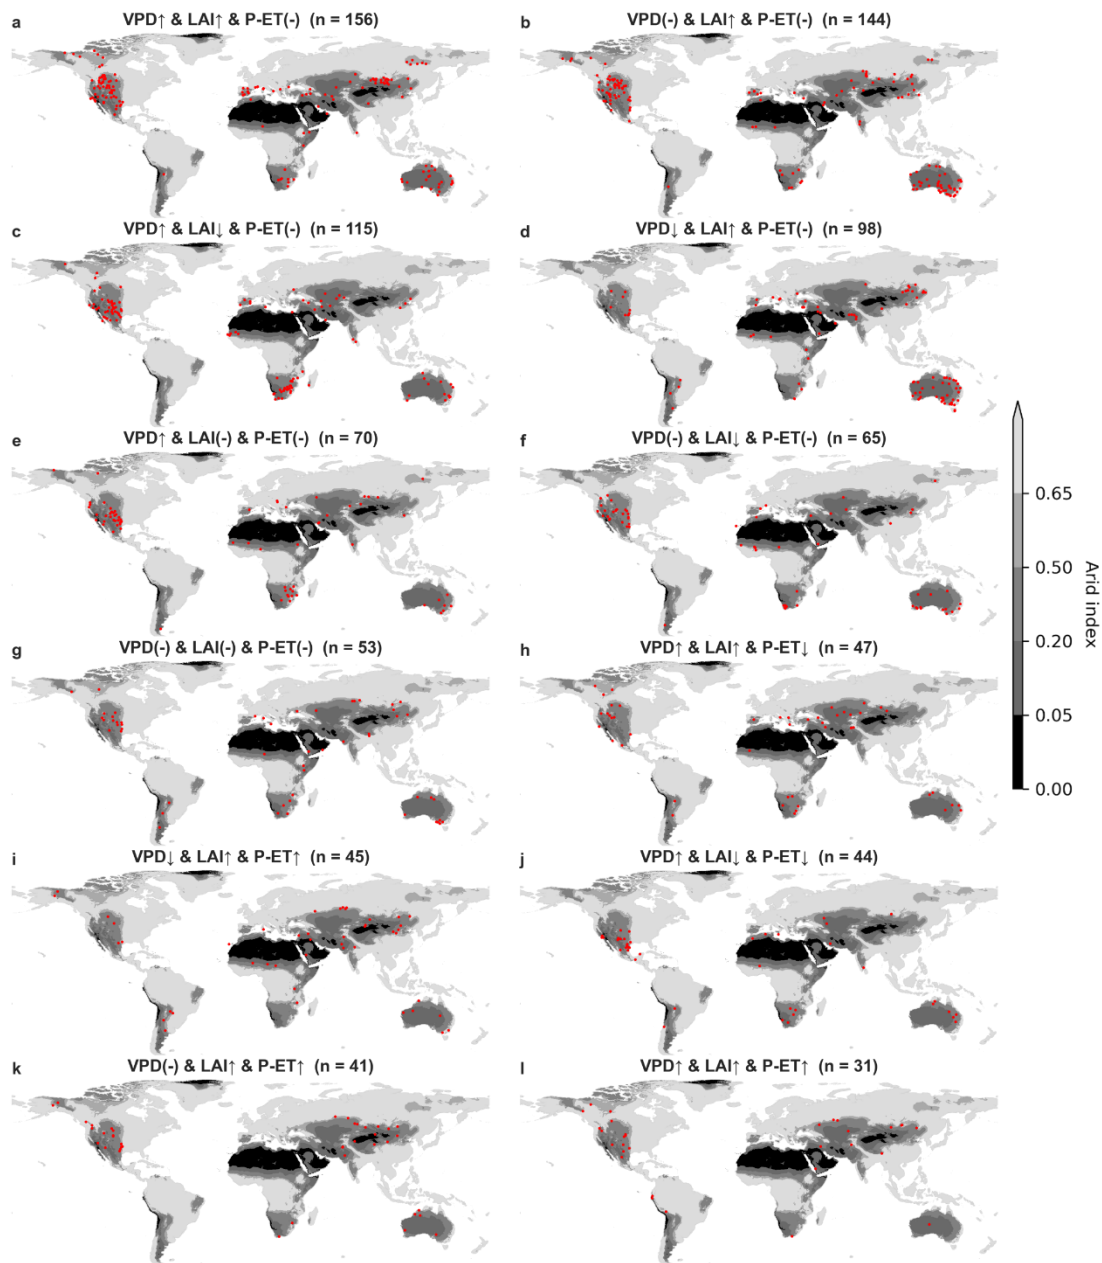 a VPD↑ & LAI↑ & P-ET(-) (n = 156)
b VPD(-) & LAI↑ & P-ET(-) (n = 144)
c VPD↑ & LAI↓ & P-ET(-) (n = 115)
d VPD↓ & LAI↑ & P-ET(-) (n = 98)
e VPD↑ & LAI(-) & P-ET(-) (n = 70)
f VPD(-) & LAI↓ & P-ET(-) (n = 65)
g VPD(-) & LAI(-) & P-ET(-) (n = 53)
h VPD↑ & LAI↑ & P-ET↓ (n = 47)
i VPD↓ & LAI↑ & P-ET↑ (n = 45)
j VPD↑ & LAI↓ & P-ET↓ (n = 44)
k VPD(-) & LAI↑ & P-ET↑ (n = 41)
l VPD↑ & LAI↑ & P-ET↑ (n = 31)
0.65
0.50
0.20
0.05
0.00
Arid index